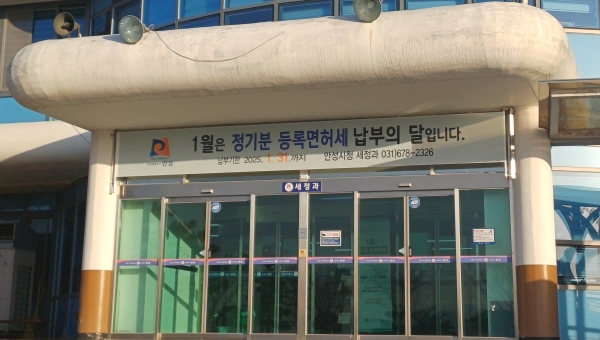 안성
1월은 정기분 등록면허세 납부의 달입니다.
납부기한 2025. 1. 31.까지 안성시청 세정과 031)678-2326
세정과